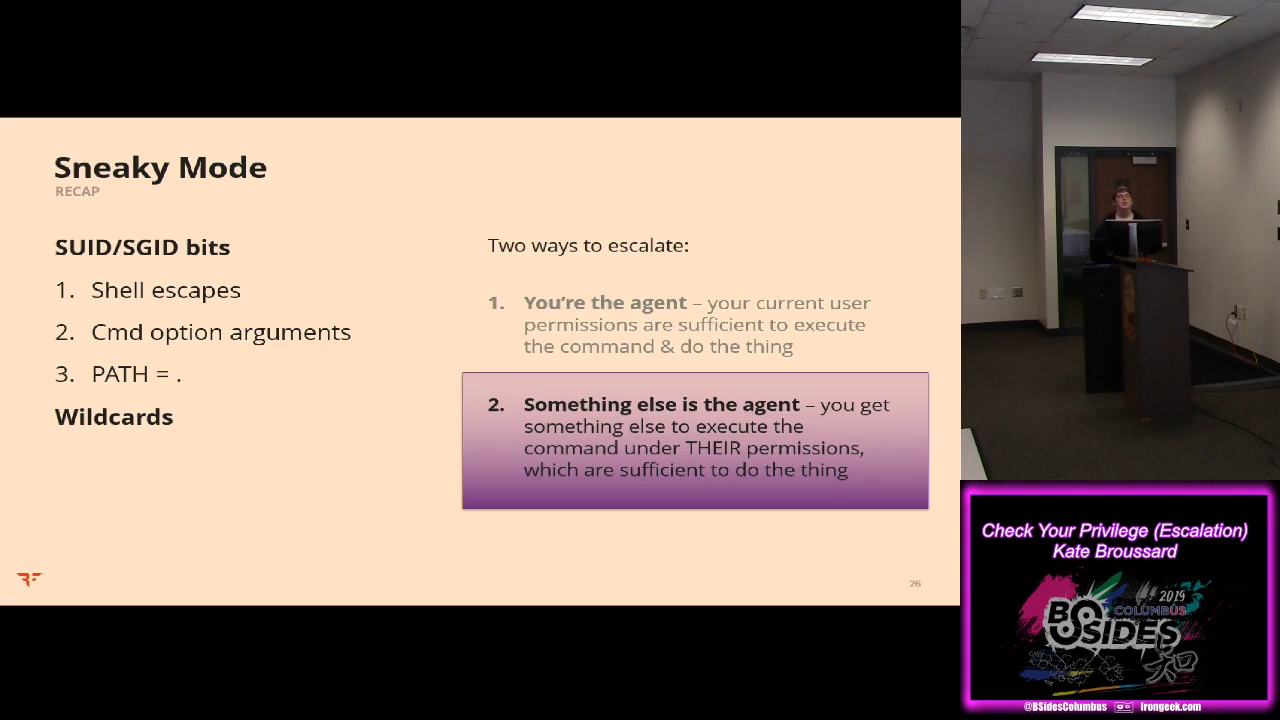 Sneaky Mode
RECAP
SUID/SGID bits
1. Shell escapes
2. Cmd option arguments
3. PATH = .
Wildcards
Two ways to escalate:
1. You're the agent – your current user
permissions are sufficient to execute
the command & do the thing
2. Something else is the agent – you get
something else to execute the
command under THEIR permissions,
which are sufficient to do the thing
26
Check Your Privilege (Escalation)
Kate Broussard
2019
COLUMBUS
BSIDES
@BSidesColumbus irongeek.com